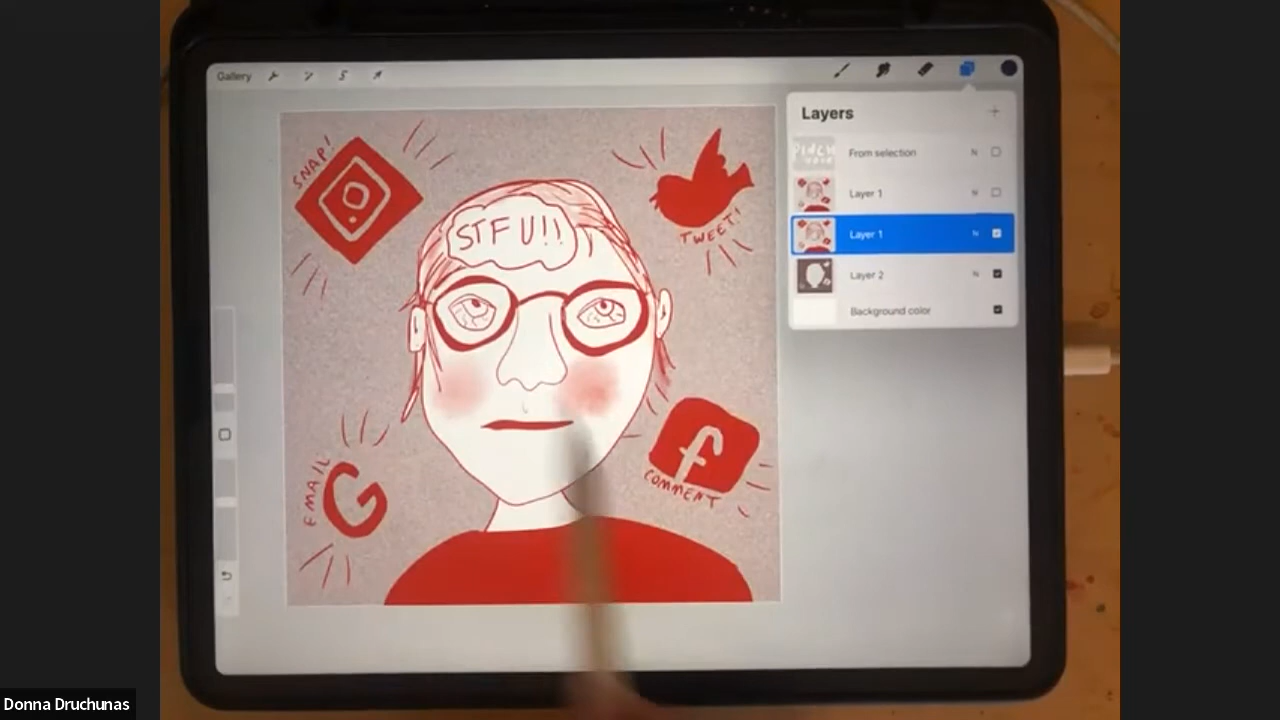 Gallery
Layers
From selection
N
Layer 1
N
Layer 1
N
Layer 2
N
Background color
PINCH
SNAP!
TWEET!
STFU!!
EMAIL
G
f
COMMENT
Donna Druchunas